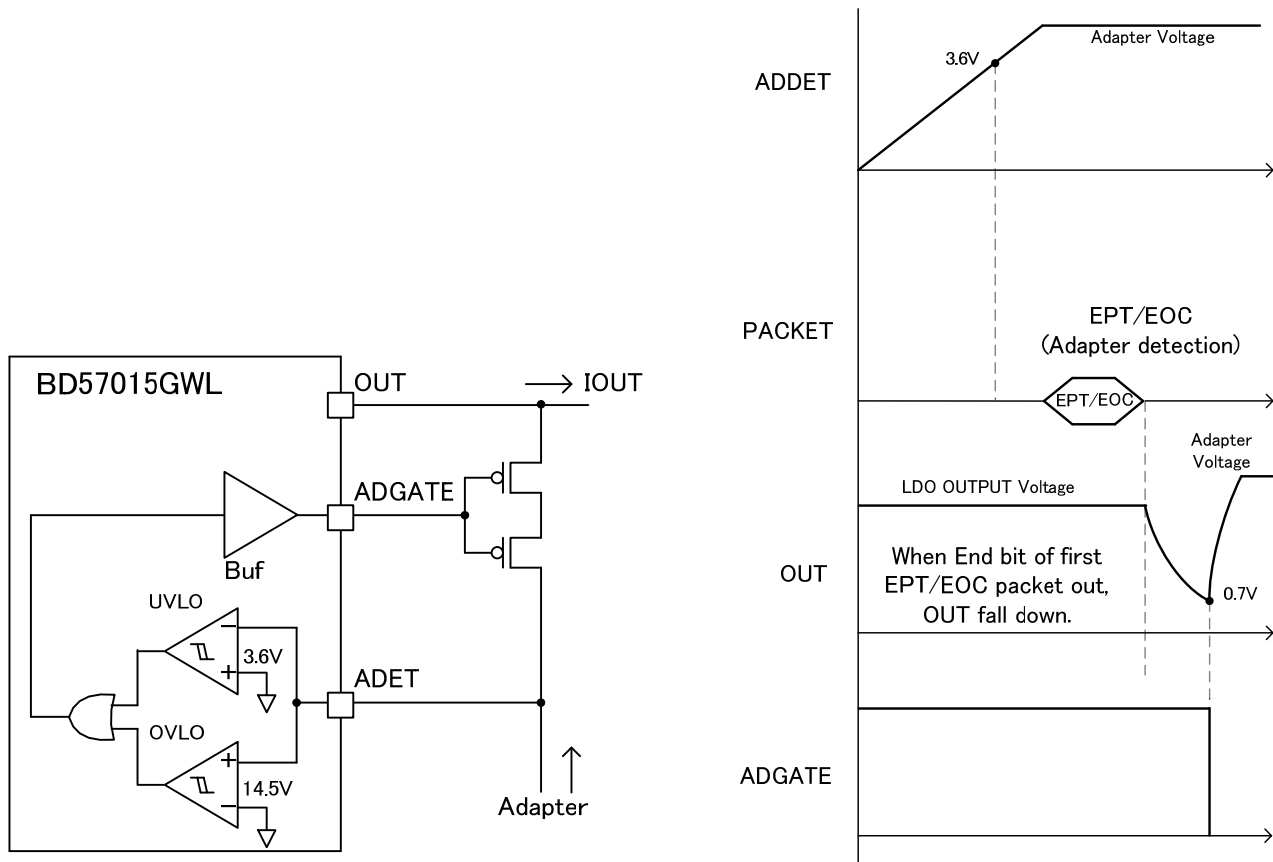 BD57015GWL
OUT
IOUT
ADGATE
Buf
UVLO
3.6V
ADET
OVLO
14.5V
Adapter
ADDET
3.6V
Adapter Voltage
PACKET
EPT/EOC
(Adapter detection)
EPT/EOC
OUT
LDO OUTPUT Voltage
Adapter
Voltage
When End bit of first
EPT/EOC packet out,
OUT fall down.
0.7V
ADGATE